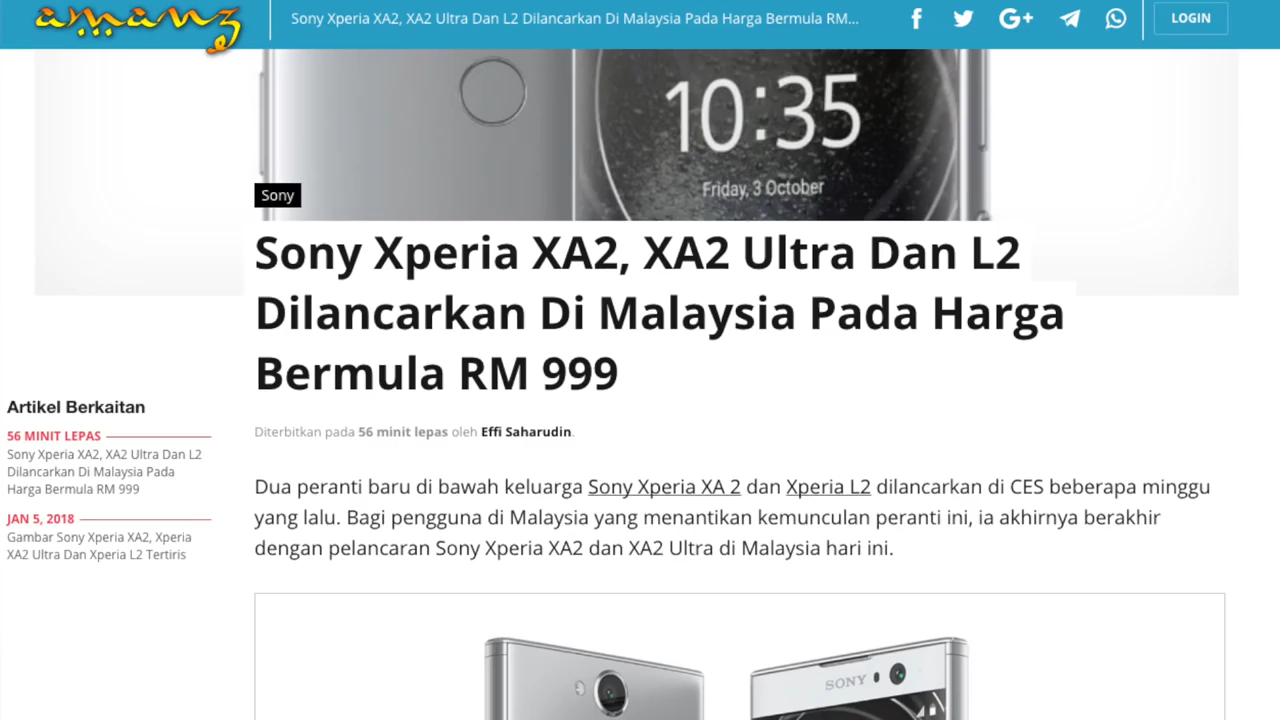 amanz
Sony Xperia XA2, XA2 Ultra Dan L2 Dilancarkan Di Malaysia Pada Harga Bermula RM...
G+
LOGIN
10:35
Friday, 3 October
Sony
Sony Xperia XA2, XA2 Ultra Dan L2
Dilancarkan Di Malaysia Pada Harga
Bermula RM 999
Artikel Berkaitan
56 MINIT LEPAS
Sony Xperia XA2, XA2 Ultra Dan L2
Dilancarkan Di Malaysia Pada
Harga Bermula RM 999
JAN 5, 2018
Gambar Sony Xperia XA2, Xperia
XA2 Ultra Dan Xperia L2 Tertiris
Diterbitkan pada 56 minit lepas oleh Effi Saharudin.
Dua peranti baru di bawah keluarga Sony Xperia XA 2 dan Xperia L2 dilancarkan di CES beberapa minggu
yang lalu. Bagi pengguna di Malaysia yang menantikan kemunculan peranti ini, ia akhirnya berakhir
dengan pelancaran Sony Xperia XA2 dan XA2 Ultra di Malaysia hari ini.
SONY